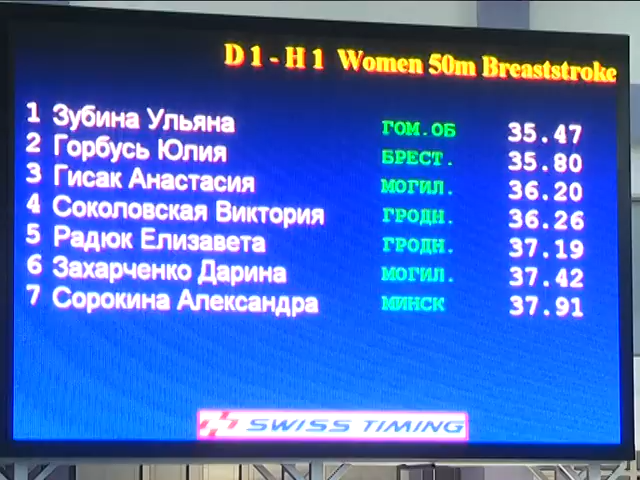 D 1 - H 1 Women 50m Breaststroke
1 Зубина Ульяна ГОМ.ОБ 35.47
2 Горбусь Юлия БРЕСТ. 35.80
3 Гисак Анастасия МОГИЛ. 36.20
4 Соколовская Виктория ГРОДН. 36.26
5 Радюк Елизавета ГРОДН. 37.19
6 Захарченко Дарина МОГИЛ. 37.42
7 Сорокина Александра МИНСК 37.91
SWISS TIMING